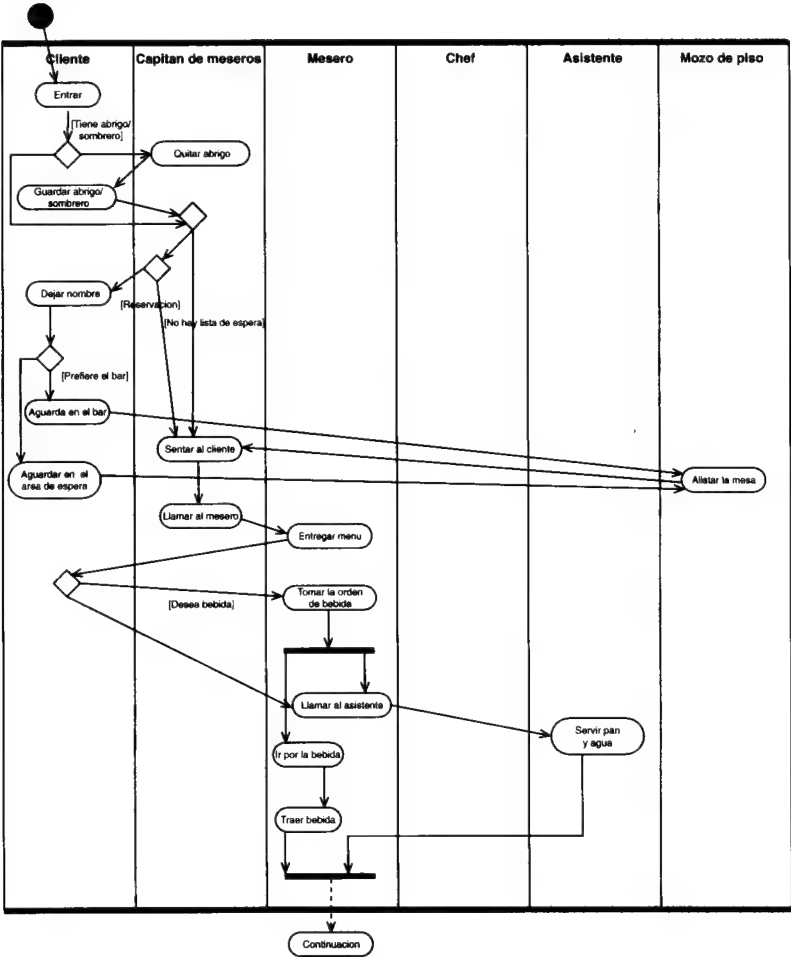 Cliente
Capitan de meseros
Mesero
Chef
Asistente
Mozo de piso
Entrar
[Tiene abrigo/
sombrero]
Quitar abrigo
Guardar abrigo/
sombrero
Dejar nombre
[Reservacion]
[No hay lista de espera]
[Prefiere el bar]
Aguarda en el bar
Sentar al cliente
Aguardar en el
area de espera
Alistar la mesa
Llamar al mesero
Entregar menu
[Desea bebida]
Tomar la orden
de bebida
Llamar al asistente
Servir pan
y agua
Ir por la bebida
Traer bebida
Continuacion